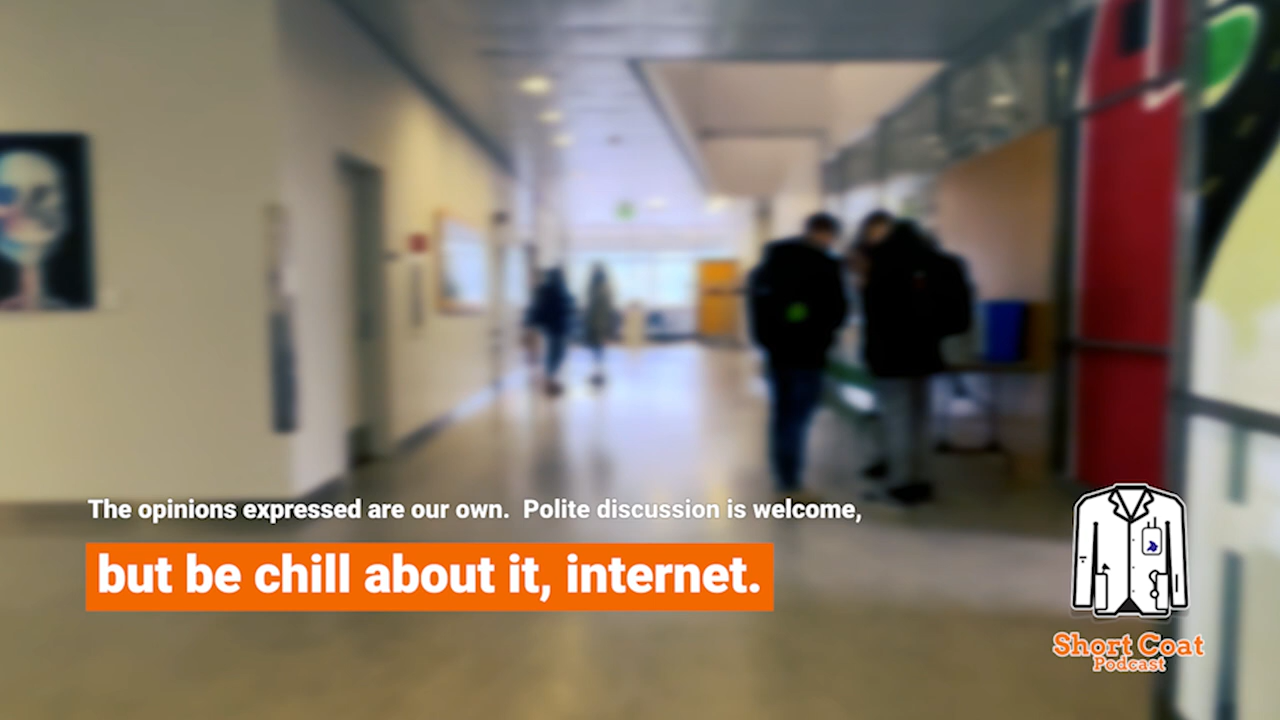 The opinions expressed are our own.  Polite discussion is welcome,
but be chill about it, internet.
Short Coat
Podcast